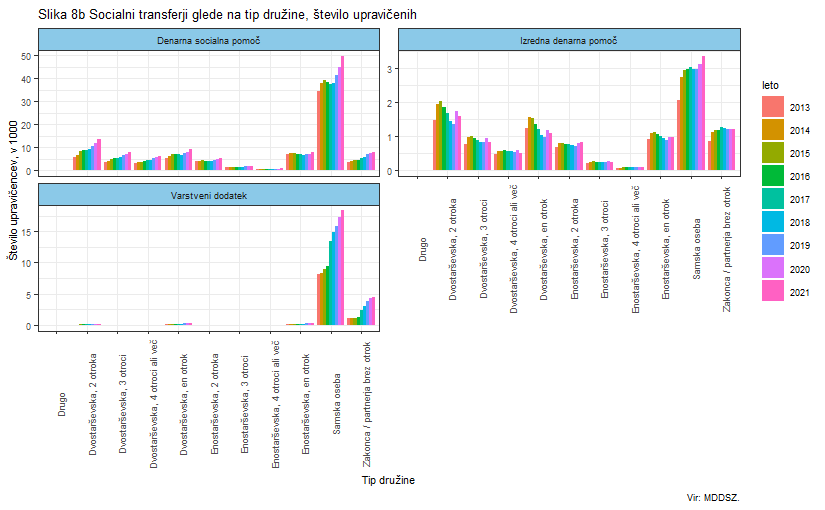 Slika 8b Socialni transferji glede na tip družine, število upravičenih
Denarna socialna pomoč
Izredna denarna pomoč
50
40
30
20
10
0
3
2
1
0
Varstveni dodatek
15
10
5
0
Število upravičencev, v 1000
Drugo
Dvostarševska, 2 otroka
Dvostarševska, 3 otroci
Dvostarševska, 4 otroci ali več
Dvostarševska, en otrok
Enostarševska, 2 otroka
Enostarševska, 3 otroci
Enostarševska, 4 otroci ali več
Enostarševska, en otrok
Samska oseba
Zakonca / partnerja brez otrok
Drugo
Dvostarševska, 2 otroka
Dvostarševska, 3 otroci
Dvostarševska, 4 otroci ali več
Dvostarševska, en otrok
Enostarševska, 2 otroka
Enostarševska, 3 otroci
Enostarševska, 4 otroci ali več
Enostarševska, en otrok
Samska oseba
Zakonca / partnerja brez otrok
Tip družine
leto
2013
2014
2015
2016
2017
2018
2019
2020
2021
Vir: MDDSZ.